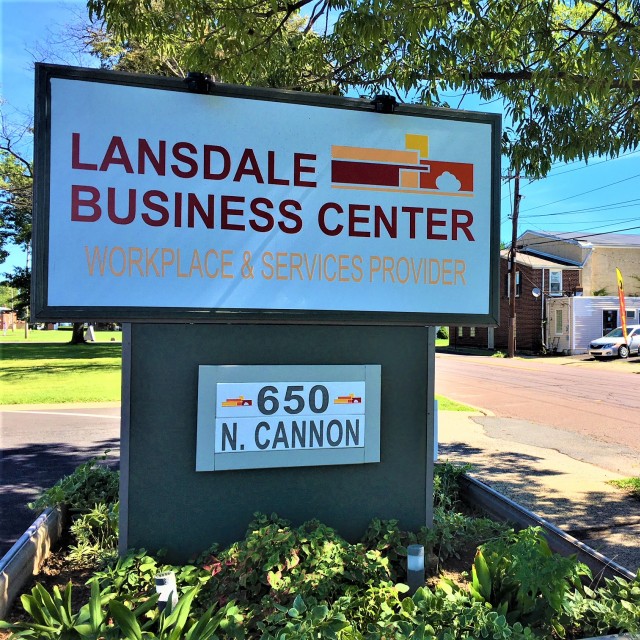 LANSDALE
BUSINESS CENTER
WORKPLACE & SERVICES PROVIDER
650
N. CANNON